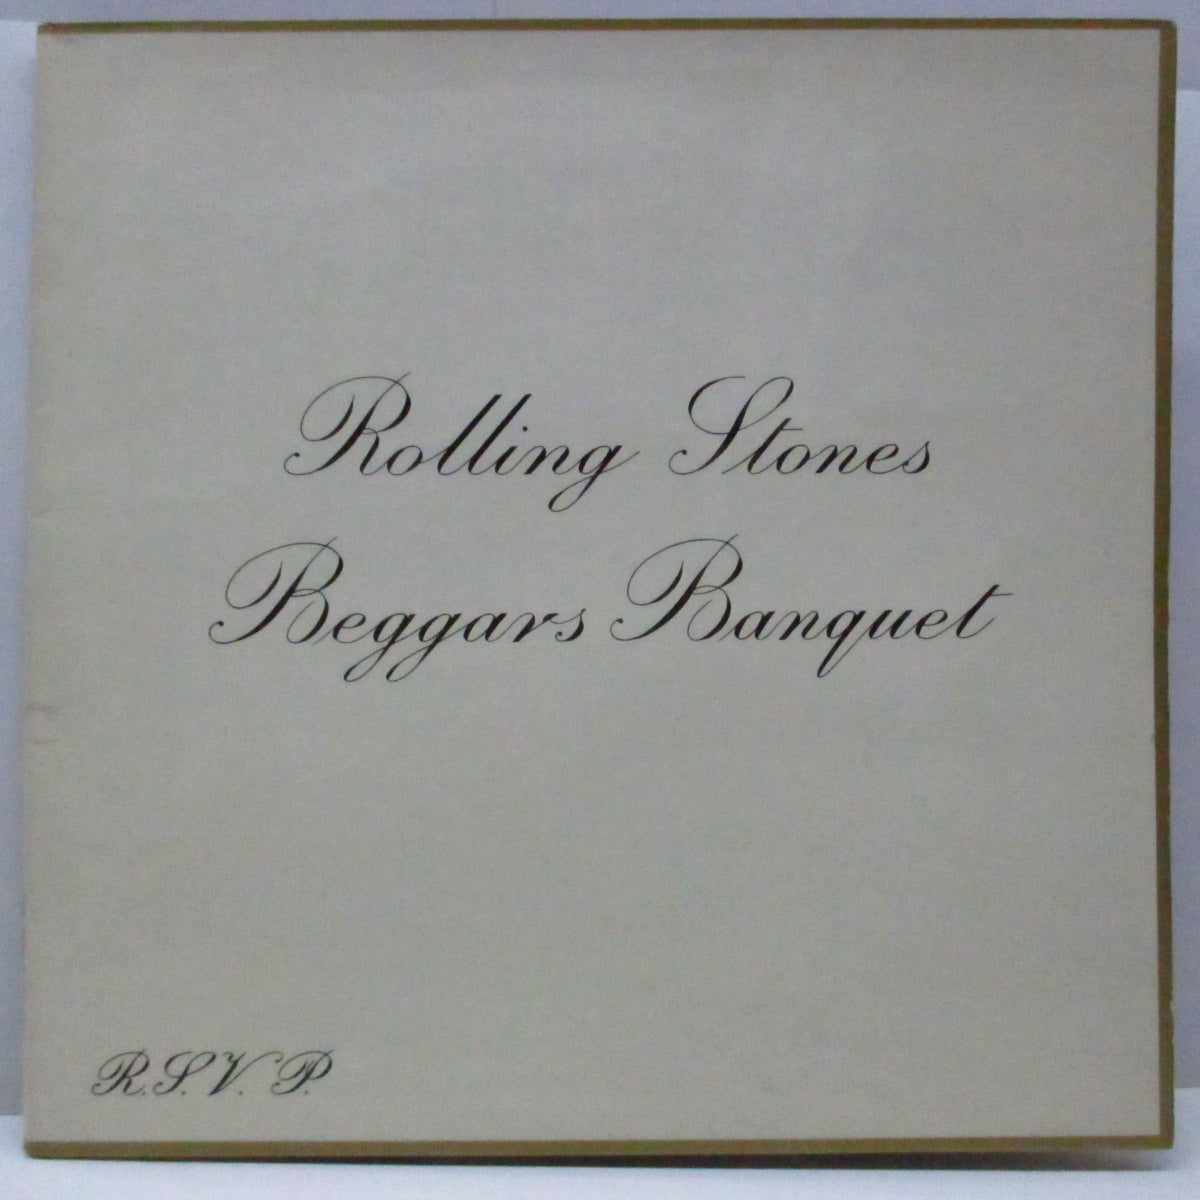 Rolling Stones
Beggars Banquet
R.S.V.P.